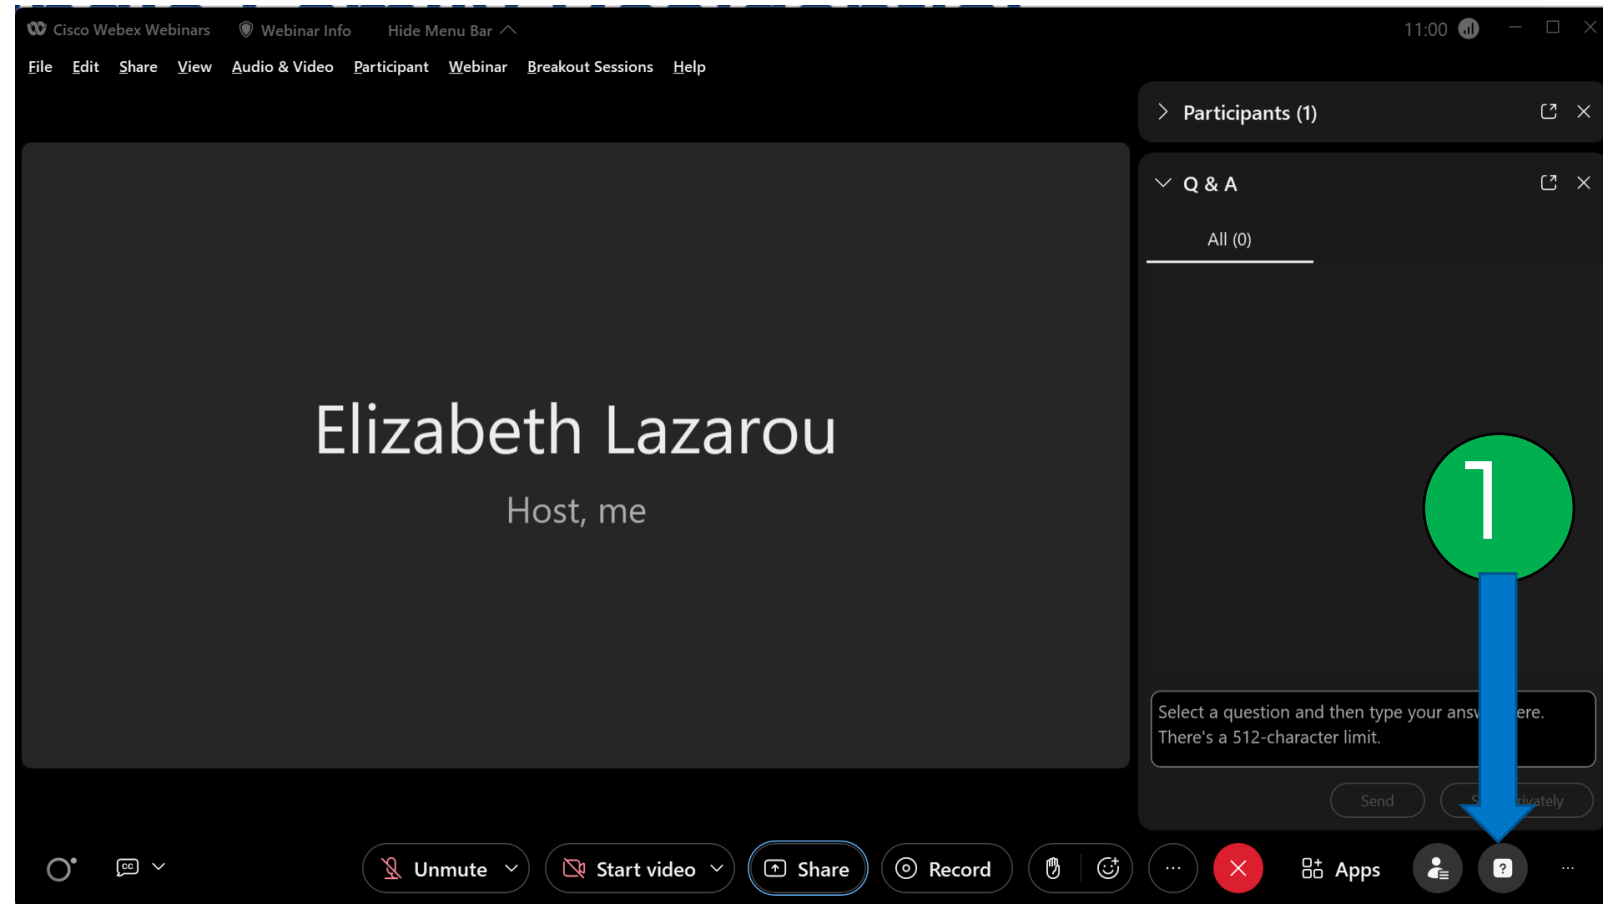 Cisco Webex Webinars Webinar Info Hide Menu Bar 11:00
File Edit Share View Audio & Video Participant Webinar Breakout Sessions Help
Participants (1)
Q & A
All (0)
Elizabeth Lazarou
Host, me
1
Select a question and then type your ere.
There's a 512-character limit.
Send
CC Unmute Start video Share Record Apps ?